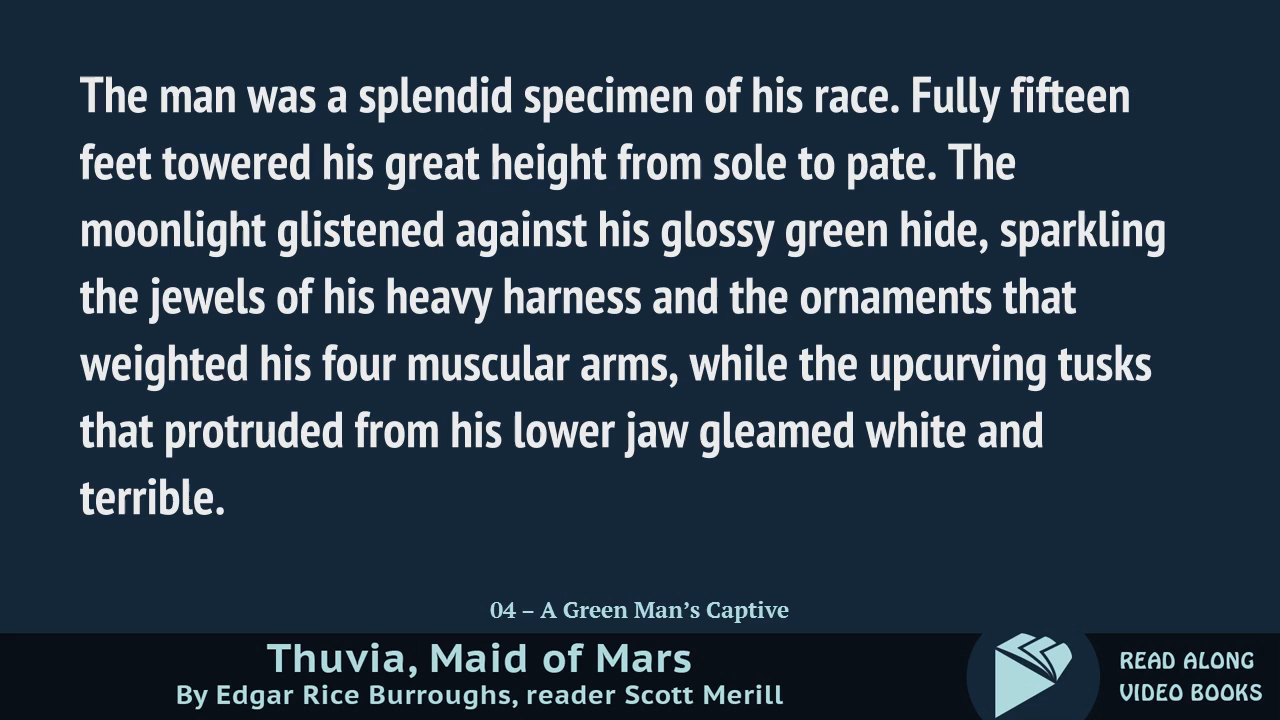 The man was a splendid specimen of his race. Fully fifteen
feet towered his great height from sole to pate. The
moonlight glistened against his glossy green hide, sparkling
the jewels of his heavy harness and the ornaments that
weighted his four muscular arms, while the upcurving tusks
that protruded from his lower jaw gleamed white and
terrible.
04 – A Green Man’s Captive
Thuvia, Maid of Mars
By Edgar Rice Burroughs, reader Scott Merill
READ ALONG
VIDEO BOOKS